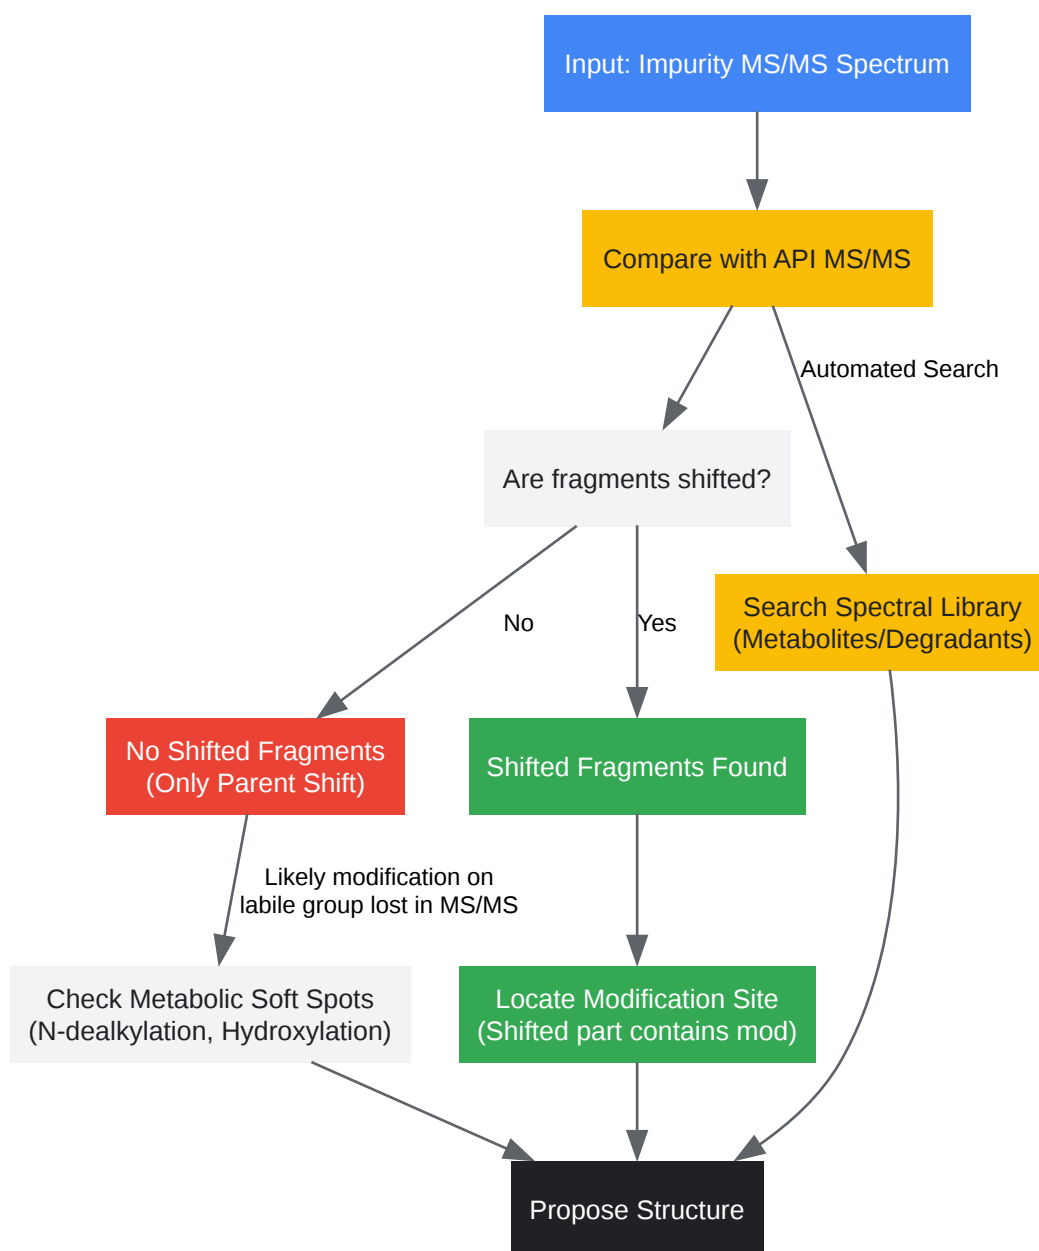 Input: Impurity MS/MS Spectrum
Compare with API MS/MS
Automated Search
Are fragments shifted?
Search Spectral Library
(Metabolites/Degradants)
No
Yes
No Shifted Fragments
(Only Parent Shift)
Shifted Fragments Found
Likely modification on
labile group lost in MS/MS
Check Metabolic Soft Spots
(N-dealkylation, Hydroxylation)
Locate Modification Site
(Shifted part contains mod)
Propose Structure